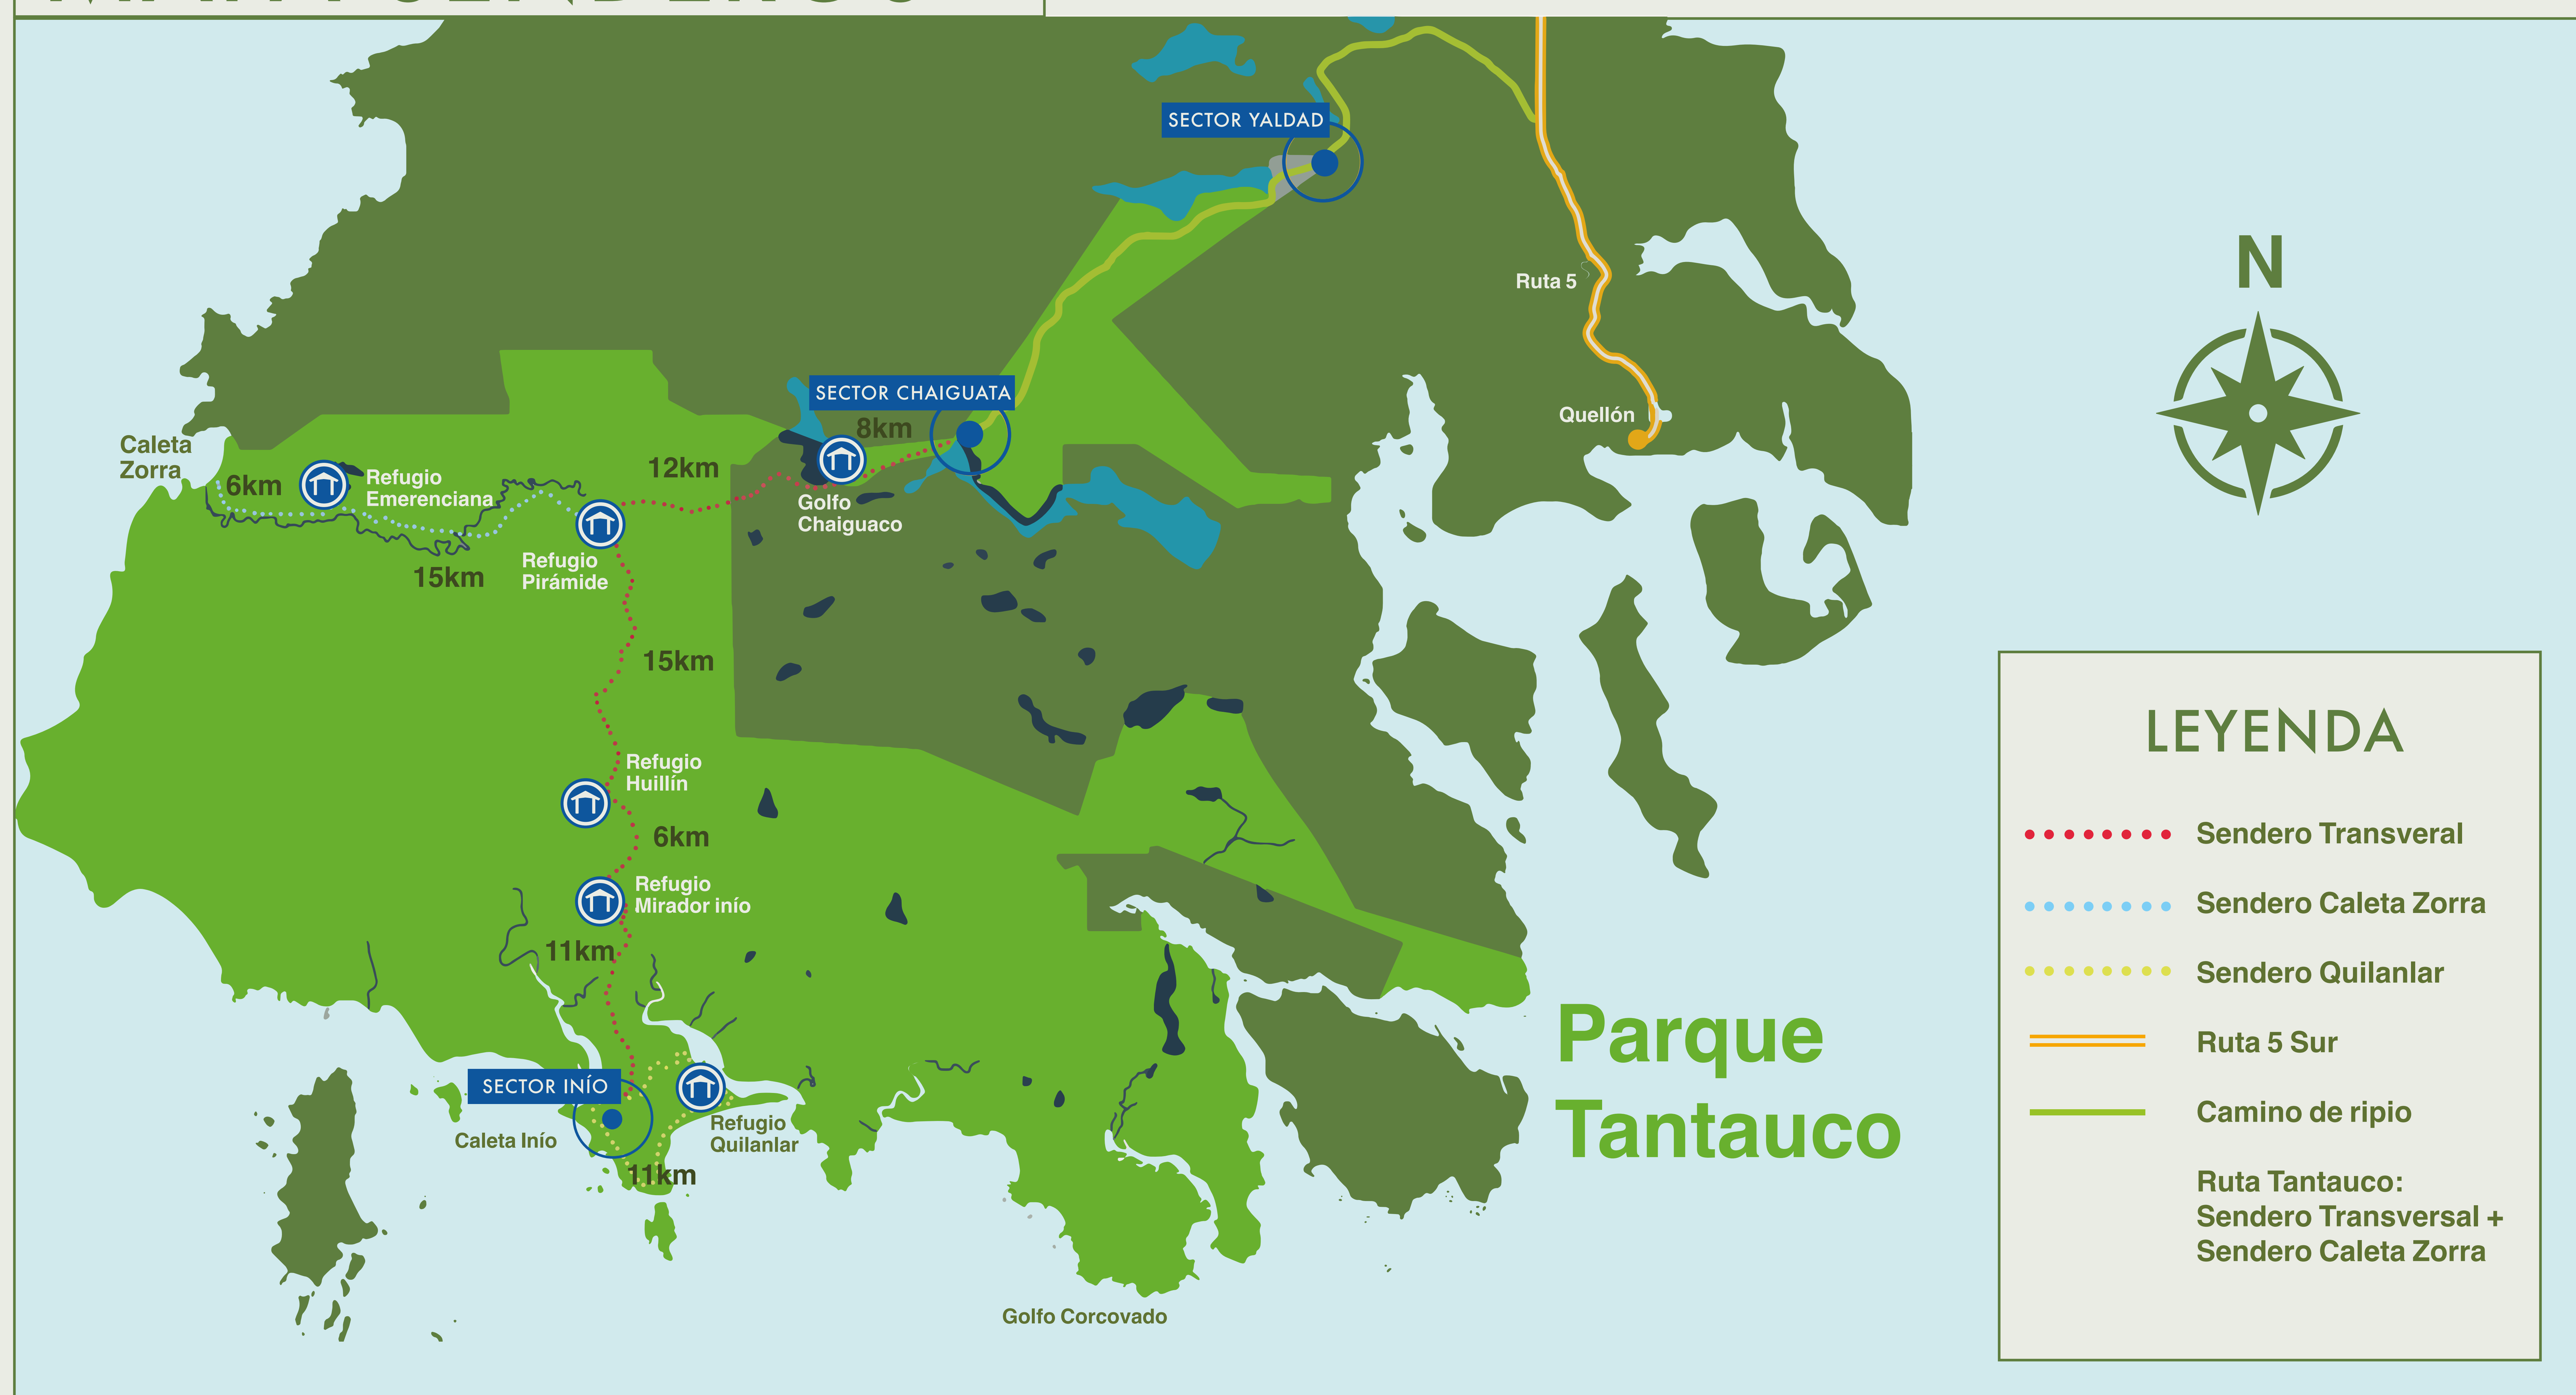 SECTOR YALDAD
Ruta 5
SECTOR CHAIGUATA
Quellón
8km
Caleta
Zorra
12km
6km
Refugio
Emerenciana
Golfo
Chaiguaco
Refugio
Pirámide
15km
15km
Refugio
Huillín
6km
Refugio
Mirador inío
11km
SECTOR INÍO
Caleta Inío
Refugio
Quilanlar
11km
Golfo Corcovado
Parque
Tantauco
N
LEYENDA
Sendero Transveral
Sendero Caleta Zorra
Sendero Quilanlar
Ruta 5 Sur
Camino de ripio
Ruta Tantauco:
Sendero Transversal +
Sendero Caleta Zorra